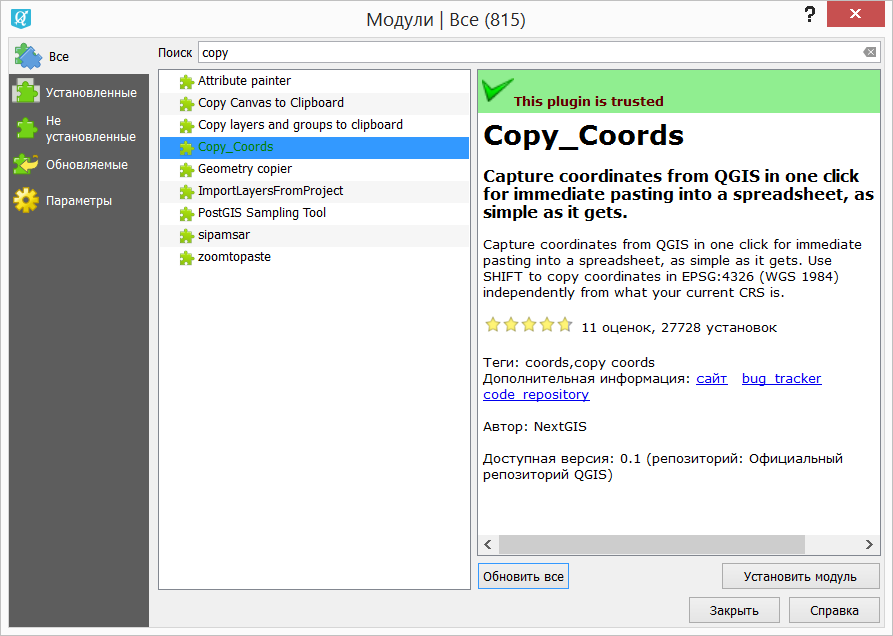 Модули | Все (815)
?
Все
Установленные
Не
установленные
Обновляемые
Параметры
Поиск copy
Attribute painter
Copy Canvas to Clipboard
Copy layers and groups to clipboard
Copy_Coords
Geometry copier
ImportLayersFromProject
PostGIS Sampling Tool
sipamsar
zoomtopaste
This plugin is trusted
Copy_Coords
Capture coordinates from QGIS in one click
for immediate pasting into a spreadsheet, as
simple as it gets.
Capture coordinates from QGIS in one click for immediate
pasting into a spreadsheet, as simple as it gets. Use
SHIFT to copy coordinates in EPSG:4326 (WGS 1984)
independently from what your current CRS is.
11 оценок, 27728 установок
Теги: coords,copy coords
Дополнительная информация: сайт bug_tracker
code_repository
Автор: NextGIS
Доступная версия: 0.1 (репозиторий: Официальный
репозиторий QGIS)
Обновить все
Установить модуль
Закрыть
Справка